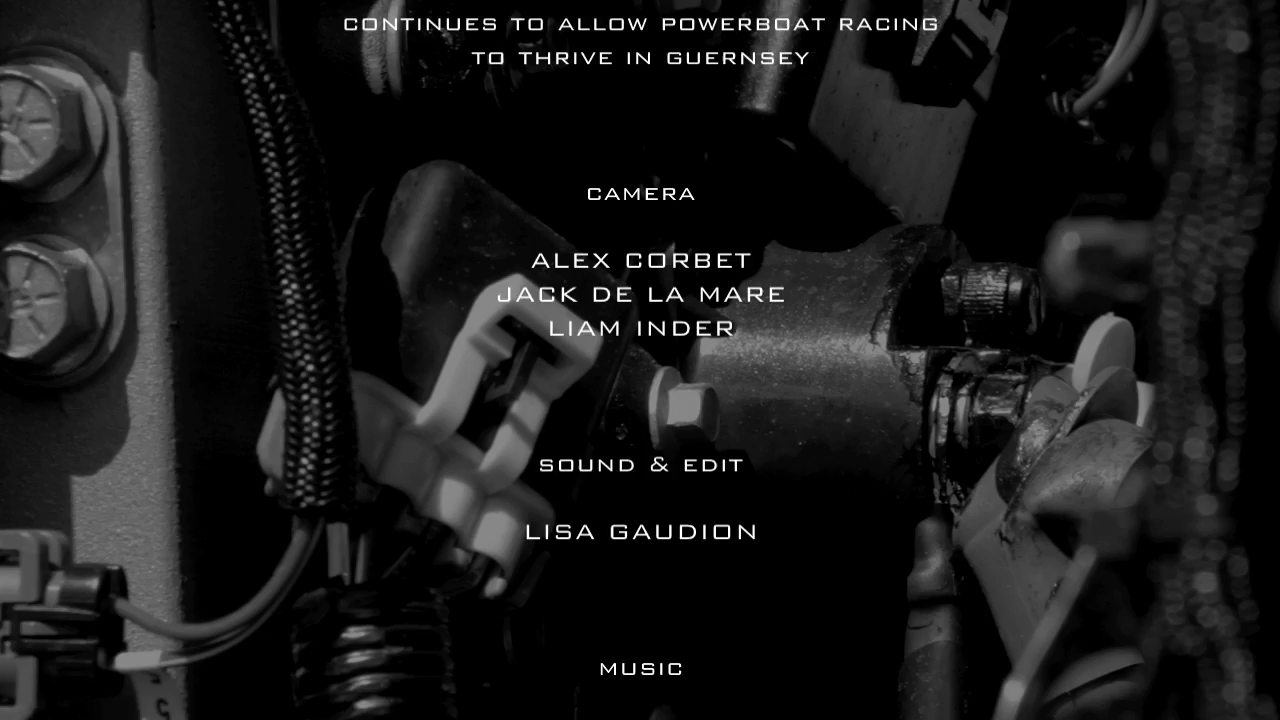 CONTINUES TO ALLOW POWERBOAT RACING
TO THRIVE IN GUERNSEY
CAMERA
ALEX CORBET
JACK DE LA MARE
LIAM INDER
SOUND & EDIT
LISA GAUDION
MUSIC